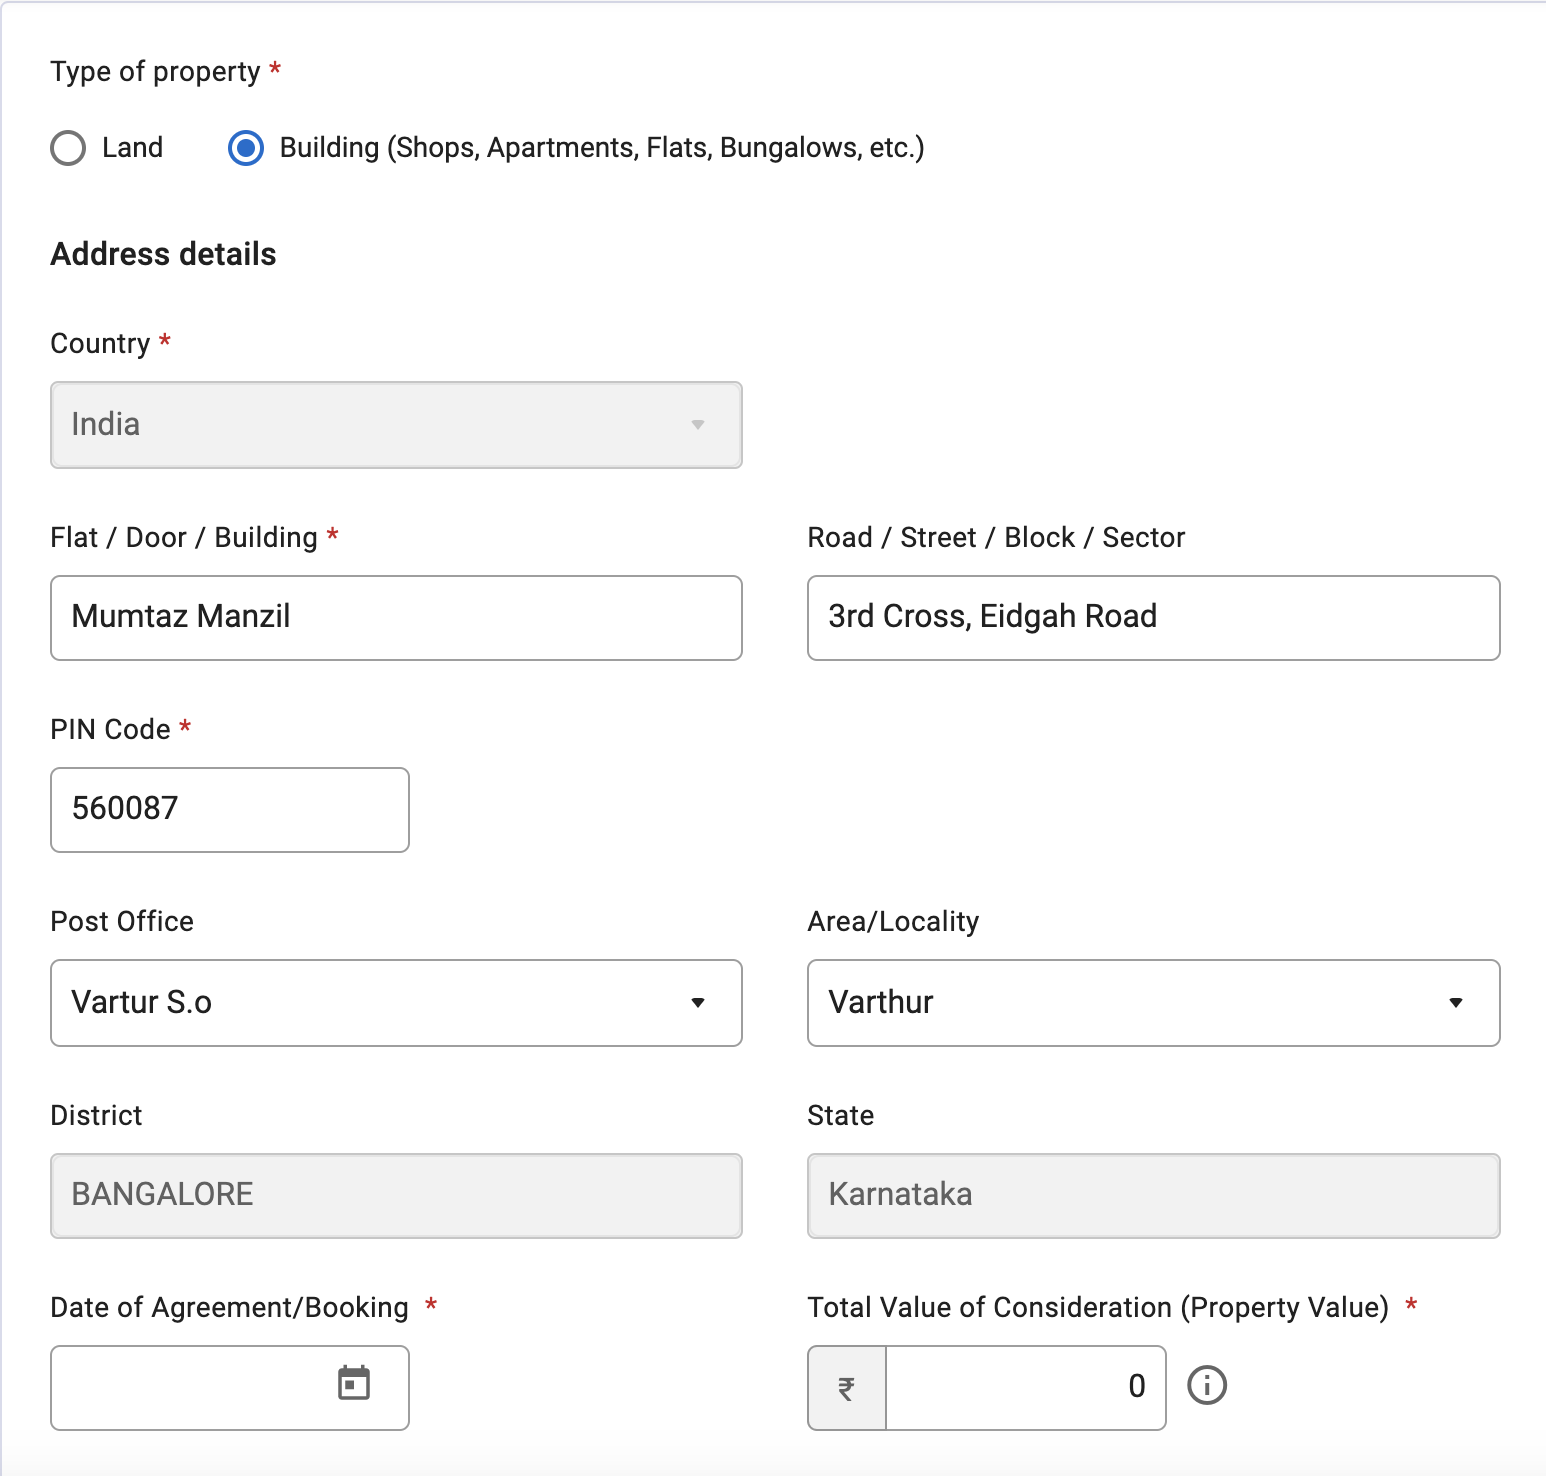 Type of property *
Land
Building (Shops, Apartments, Flats, Bungalows, etc.)
Address details
Country *
India
Flat / Door / Building *
Road / Street / Block / Sector
Mumtaz Manzil
3rd Cross, Eidgah Road
PIN Code *
560087
Post Office
Area/Locality
Vartur S.o
Varthur
District
State
BANGALORE
Karnataka
Date of Agreement/Booking *
Total Value of Consideration (Property Value) *
₹
0